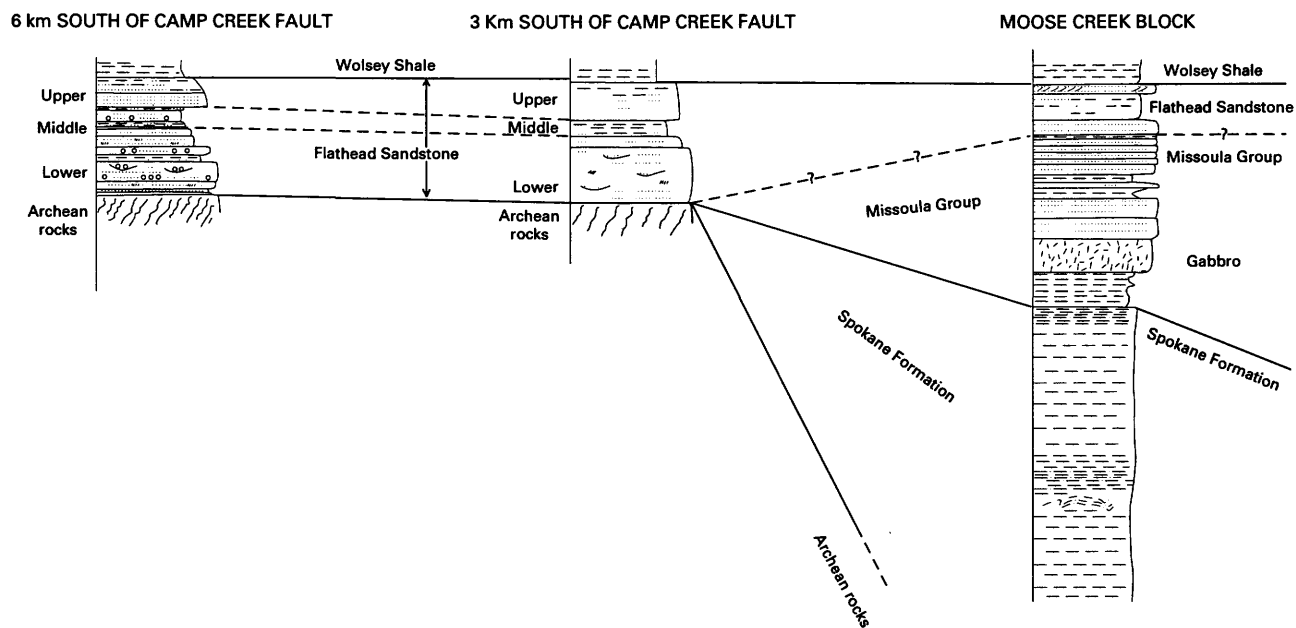 6 km SOUTH OF CAMP CREEK FAULT
3 Km SOUTH OF CAMP CREEK FAULT
MOOSE CREEK BLOCK
Wolsey Shale
Upper
Middle
Lower
Archean
rocks
Flathead Sandstone
Upper
Middle
Lower
Archean
rocks
?
?
?
Missoula Group
Spokane Formation
Archean rocks
Wolsey Shale
Flathead Sandstone
Missoula Group
Gabbro
Spokane Formation